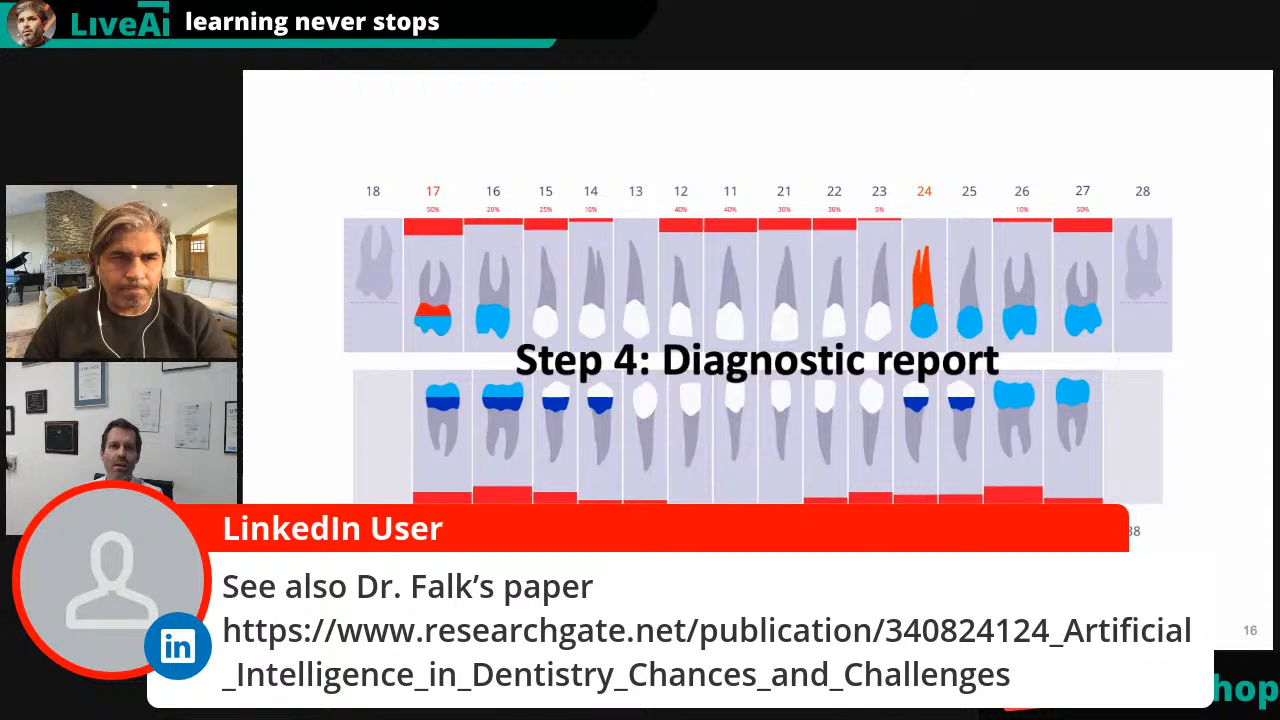 LiveAi learning never stops
18 17 16 15 14 13 12 11 21 22 23 24 25 26 27 28
50% 20% 25% 10% 40% 40% 30% 30% 5% 10% 50%
Step 4: Diagnostic report
38
LinkedIn User
See also Dr. Falk’s paper
https://www.researchgate.net/publication/340824124_Artificial
_Intelligence_in_Dentistry_Chances_and_Challenges
in
16
hop